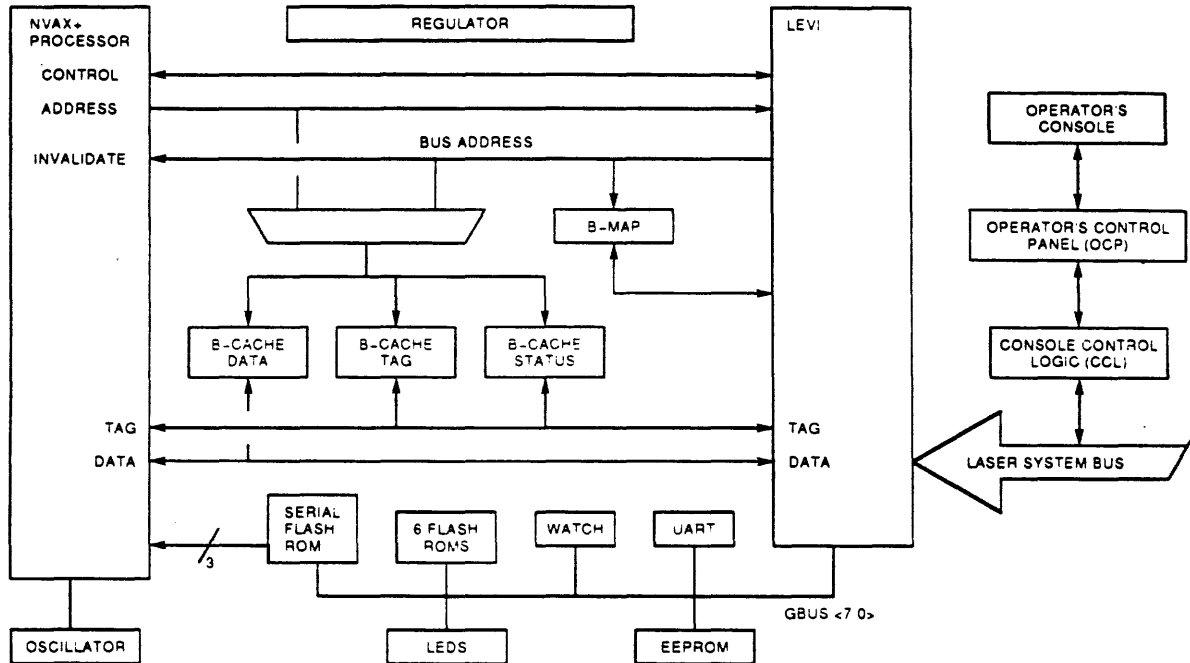 NVAX+
PROCESSOR
REGULATOR
LEVI
CONTROL
ADDRESS
BUS ADDRESS
INVALIDATE
OPERATOR'S
CONSOLE
B-MAP
OPERATOR'S CONTROL
PANEL (OCP)
B-CACHE
DATA
B-CACHE
TAG
B-CACHE
STATUS
CONSOLE CONTROL
LOGIC (CCL)
TAG
TAG
DATA
DATA
LASER SYSTEM BUS
SERIAL
FLASH
ROM
6 FLASH
ROMS
WATCH
UART
3
GBUS <7 0>
OSCILLATOR
LEDS
EEPROM